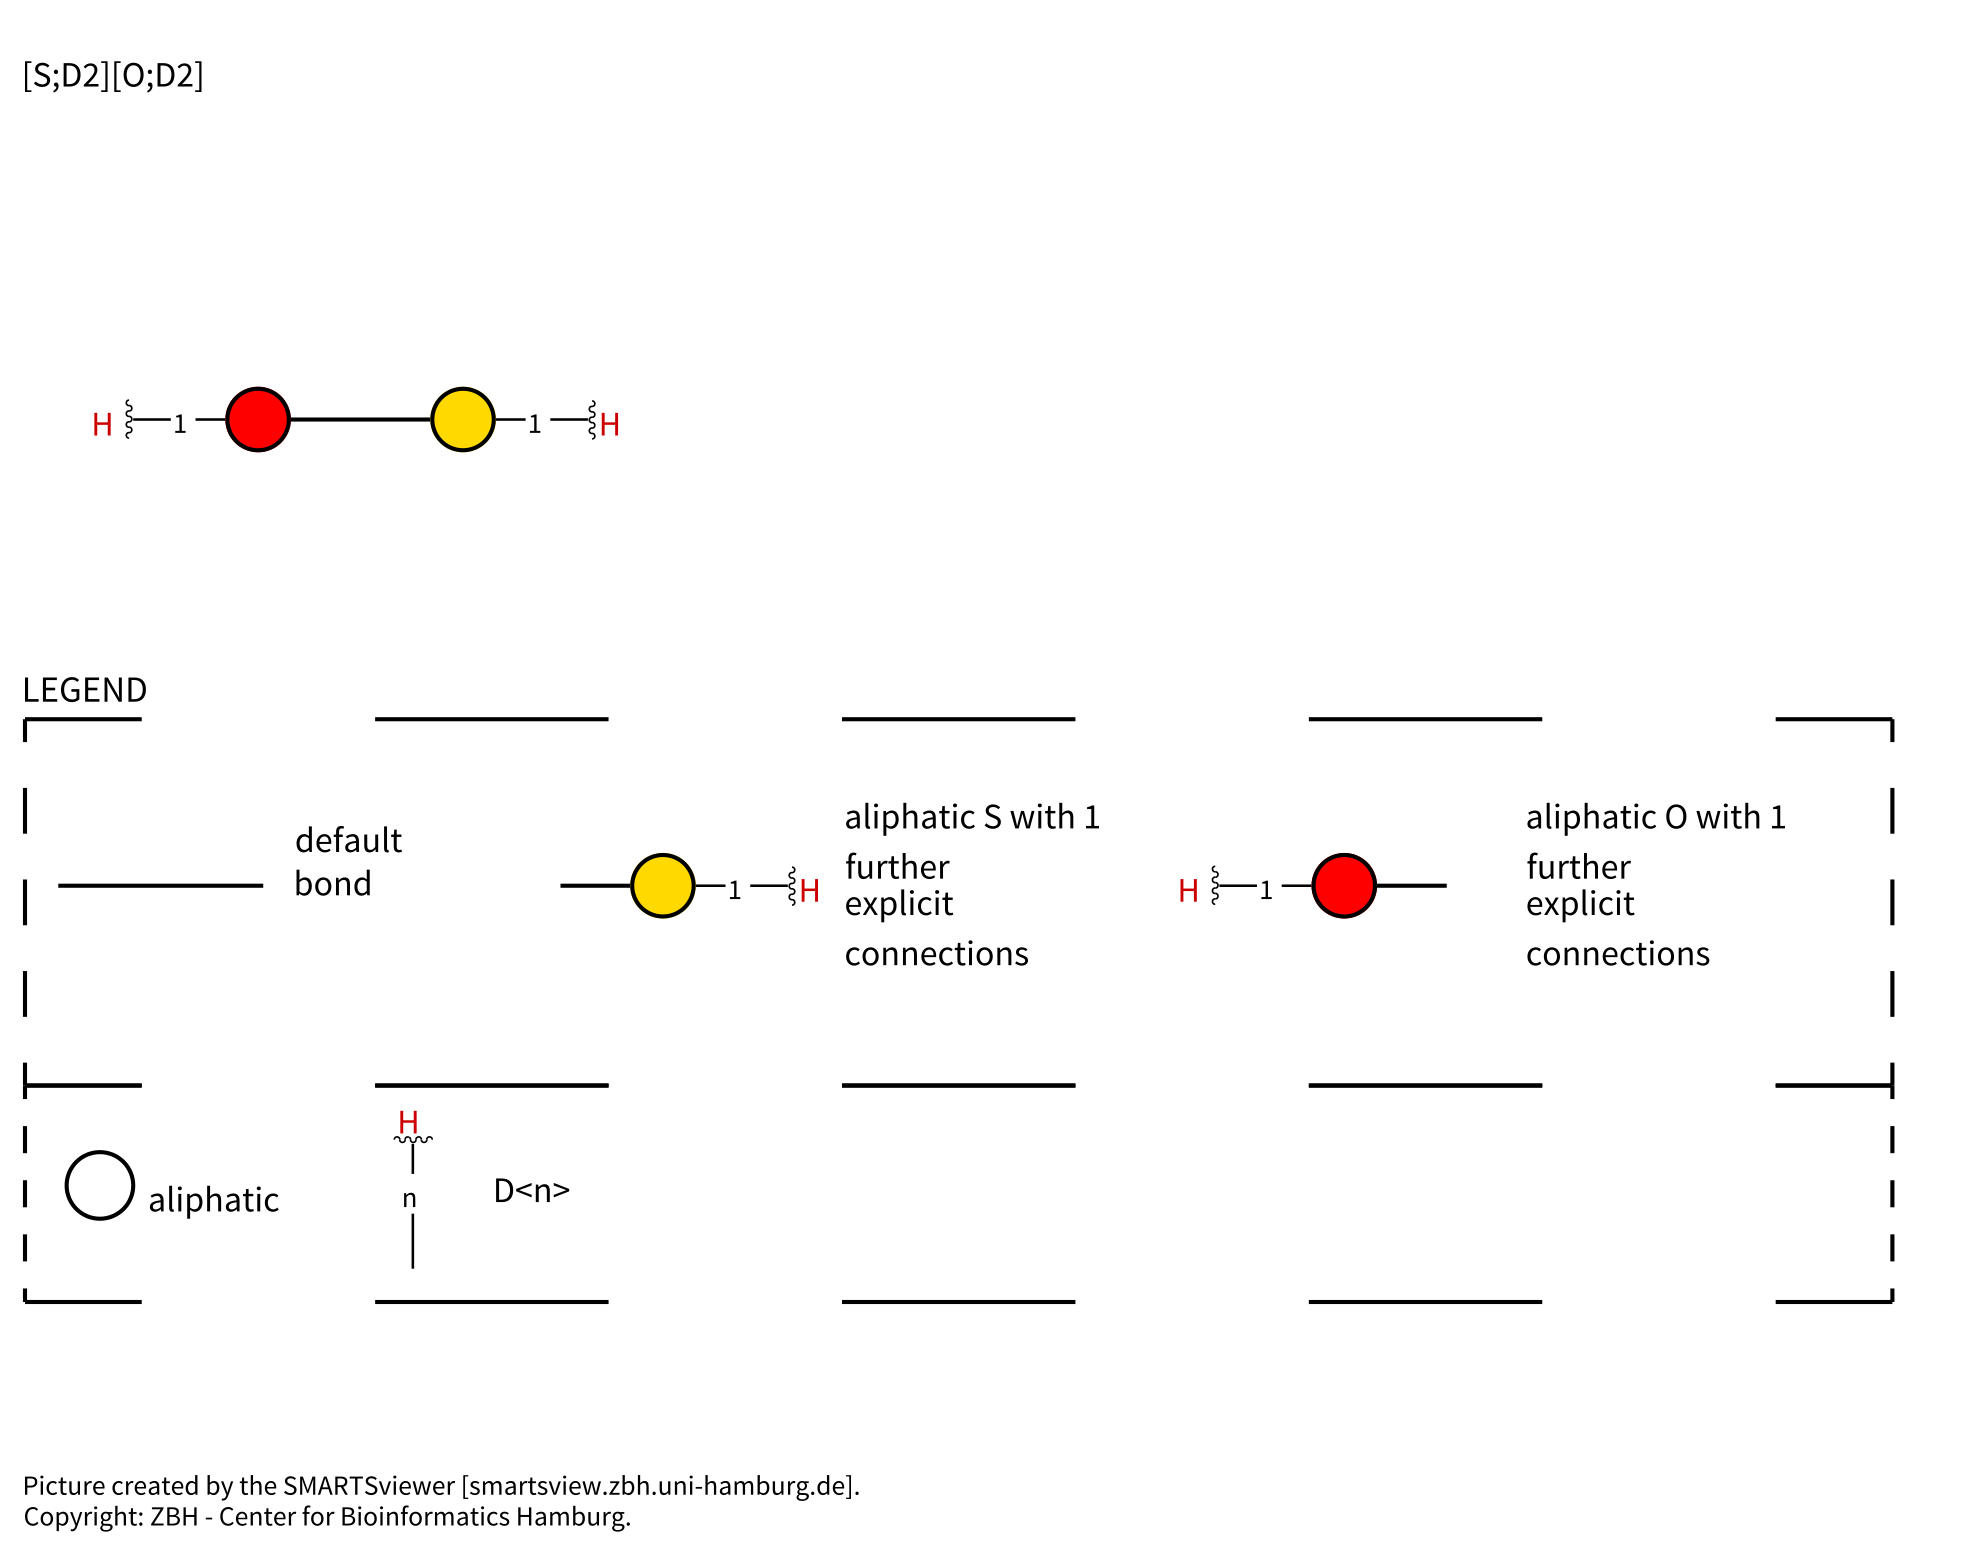 [S;D2][O;D2]
H 1 1 H
LEGEND
default
bond
1 H
aliphatic S with 1
further
explicit
connections
H 1
aliphatic O with 1
further
explicit
connections
aliphatic
H
n
D<n>
Picture created by the SMARTSviewer [smartsview.zbh.uni-hamburg.de].
Copyright: ZBH - Center for Bioinformatics Hamburg.